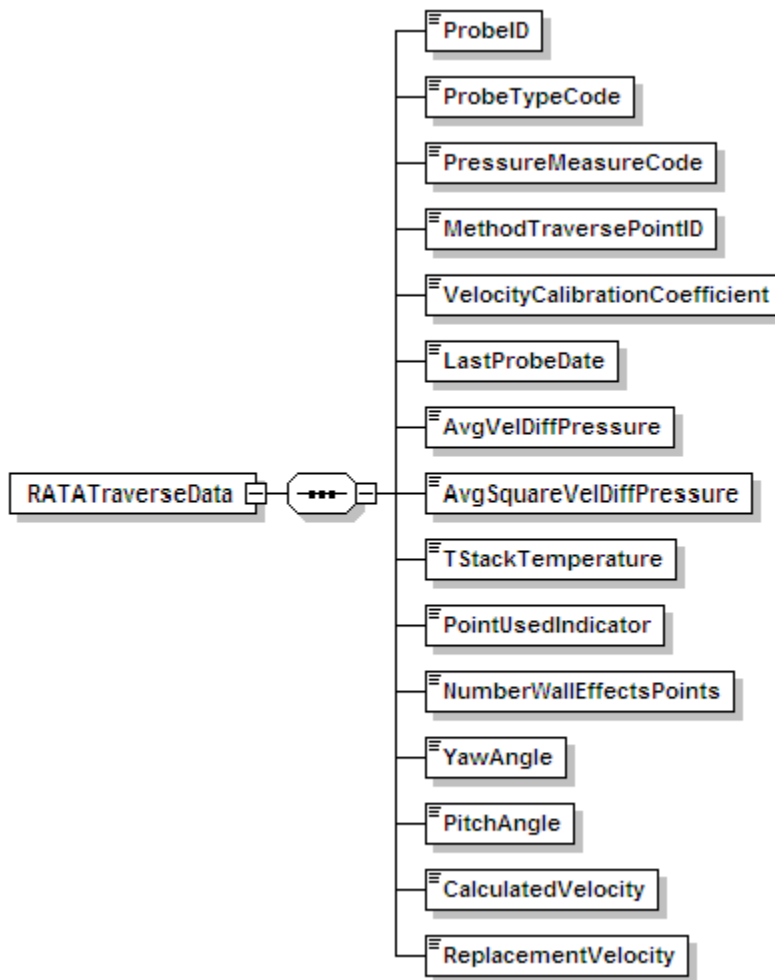 ProbeID
ProbeTypeCode
PressureMeasureCode
MethodTraversePointID
VelocityCalibrationCoefficient
LastProbeDate
AvgVelDiffPressure
RATATraverseData
AvgSquareVelDiffPressure
TStackTemperature
PointUsedIndicator
NumberWallEffectsPoints
YawAngle
PitchAngle
CalculatedVelocity
ReplacementVelocity